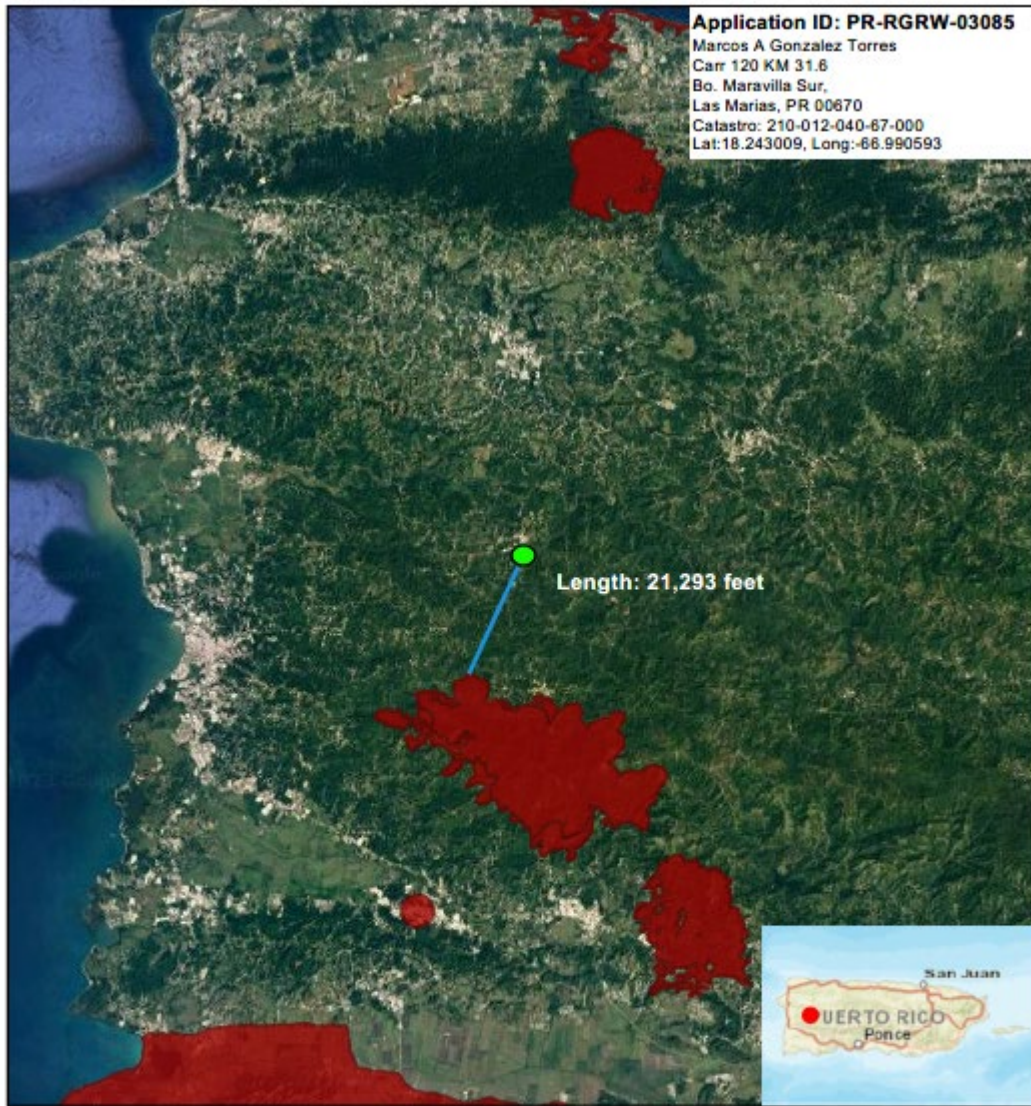 Application ID: PR-RGRW-03085
Marcos A Gonzalez Torres
Carr 120 KM 31.6
Bo. Maravilla Sur,
Las Marias, PR 00670
Catastro: 210-012-040-67-000
Lat:18.243009, Long:-66.990593
Length: 21,293 feet
San Juan
UERTO RICO
Ponce